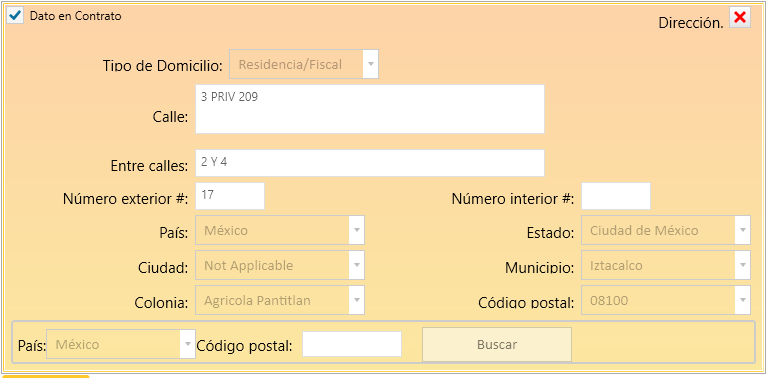 Dato en Contrato
Dirección.
Tipo de Domicilio: Residencia/Fiscal
Calle: 3 PRIV 209
Entre calles: 2 Y 4
Número exterior #: 17 Número interior #:
País: México Estado: Ciudad de México
Ciudad: Not Applicable Municipio: Iztacalco
Colonia: Agricola Pantitlan Código postal: 08100
País: México Código postal: Buscar